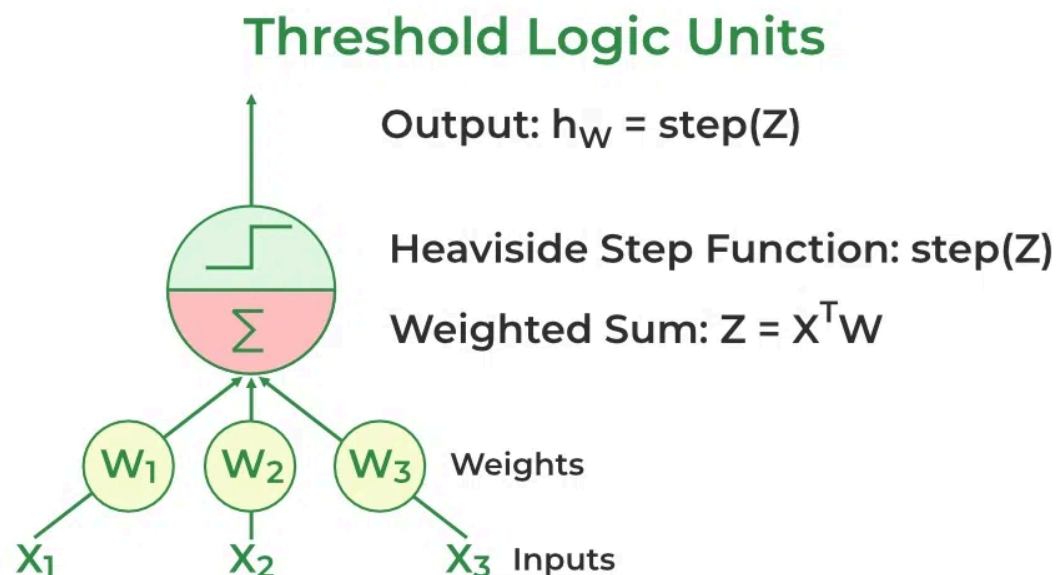 Threshold Logic Units
Output: hw = step(Z)
Heaviside Step Function: step(Z)
Σ
Weighted Sum: Z = XᵀW
W₁ W₂ W₃ Weights
X₁ X₂ X₃ Inputs